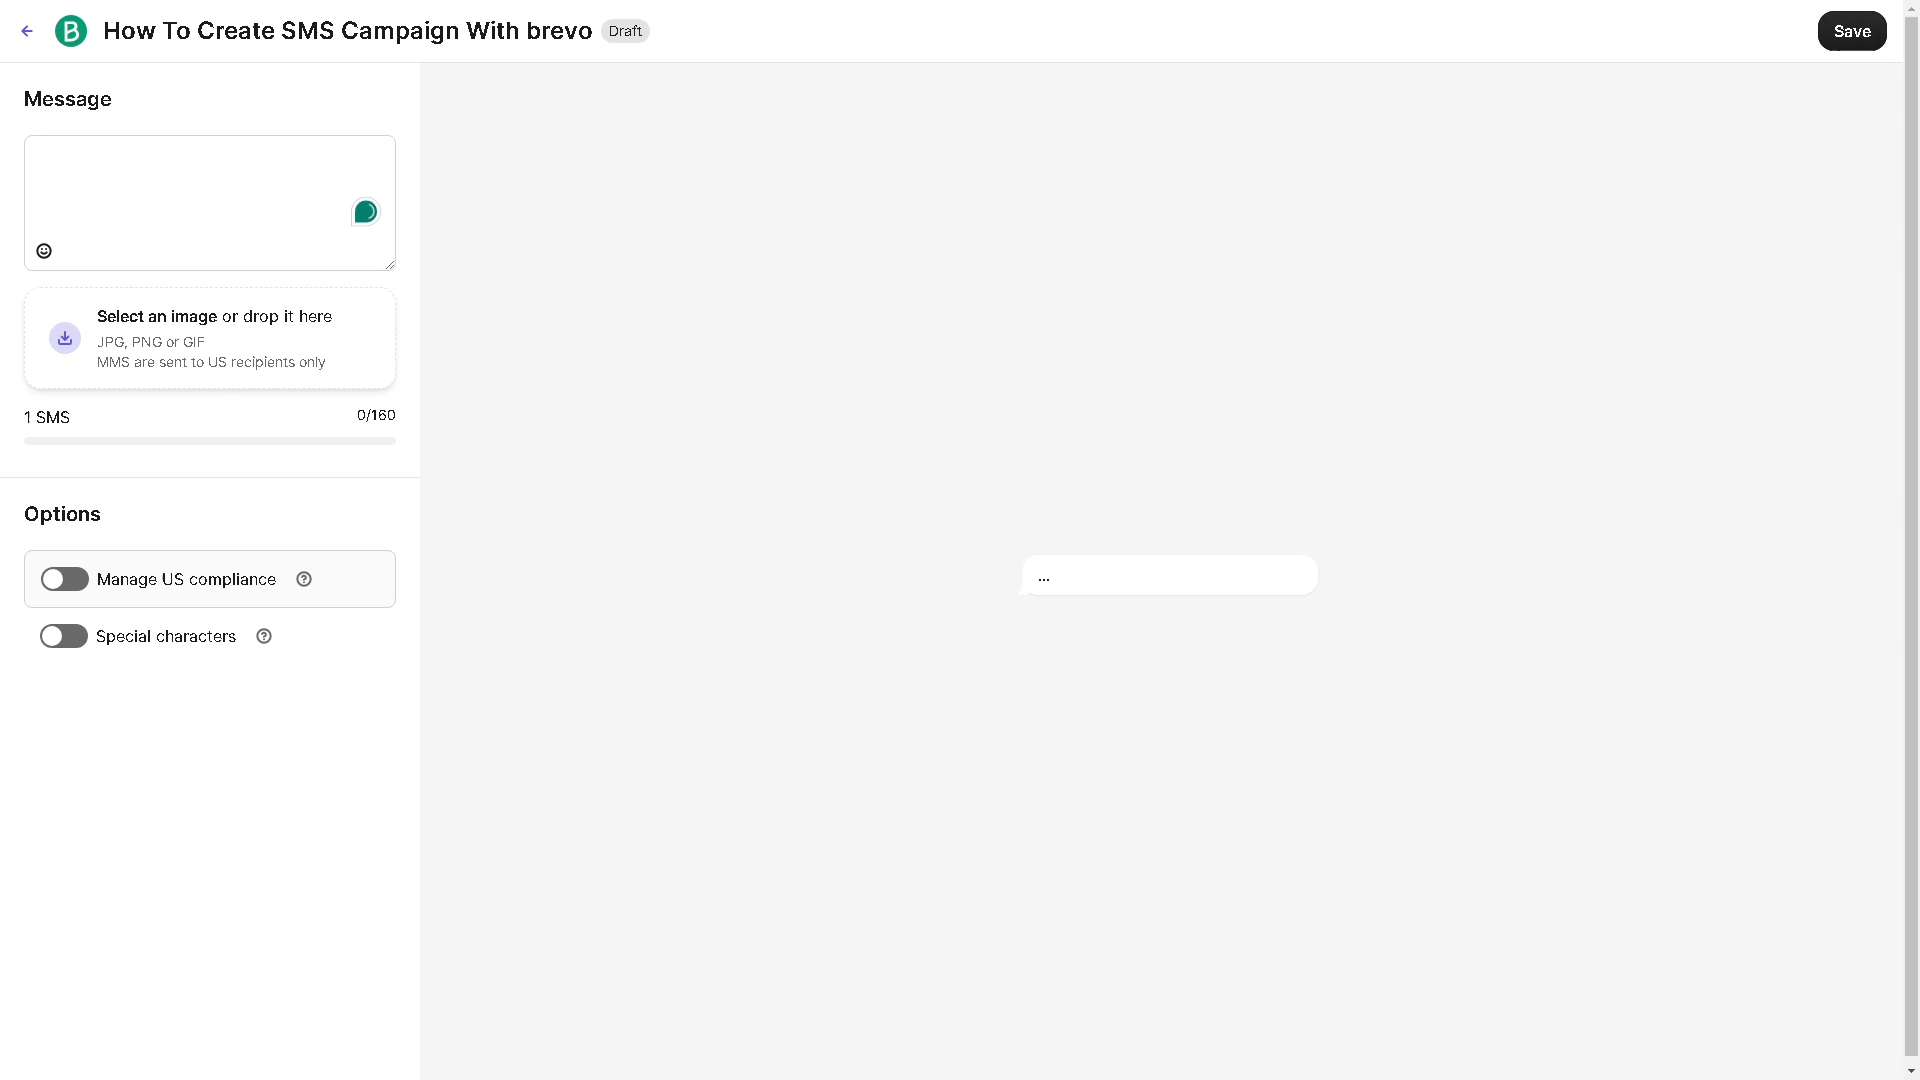 B How To Create SMS Campaign With brevo Draft
Save
Message
Select an image or drop it here
JPG, PNG or GIF
MMS are sent to US recipients only
1 SMS 0/160
Options
Manage US compliance ?
Special characters ?
...